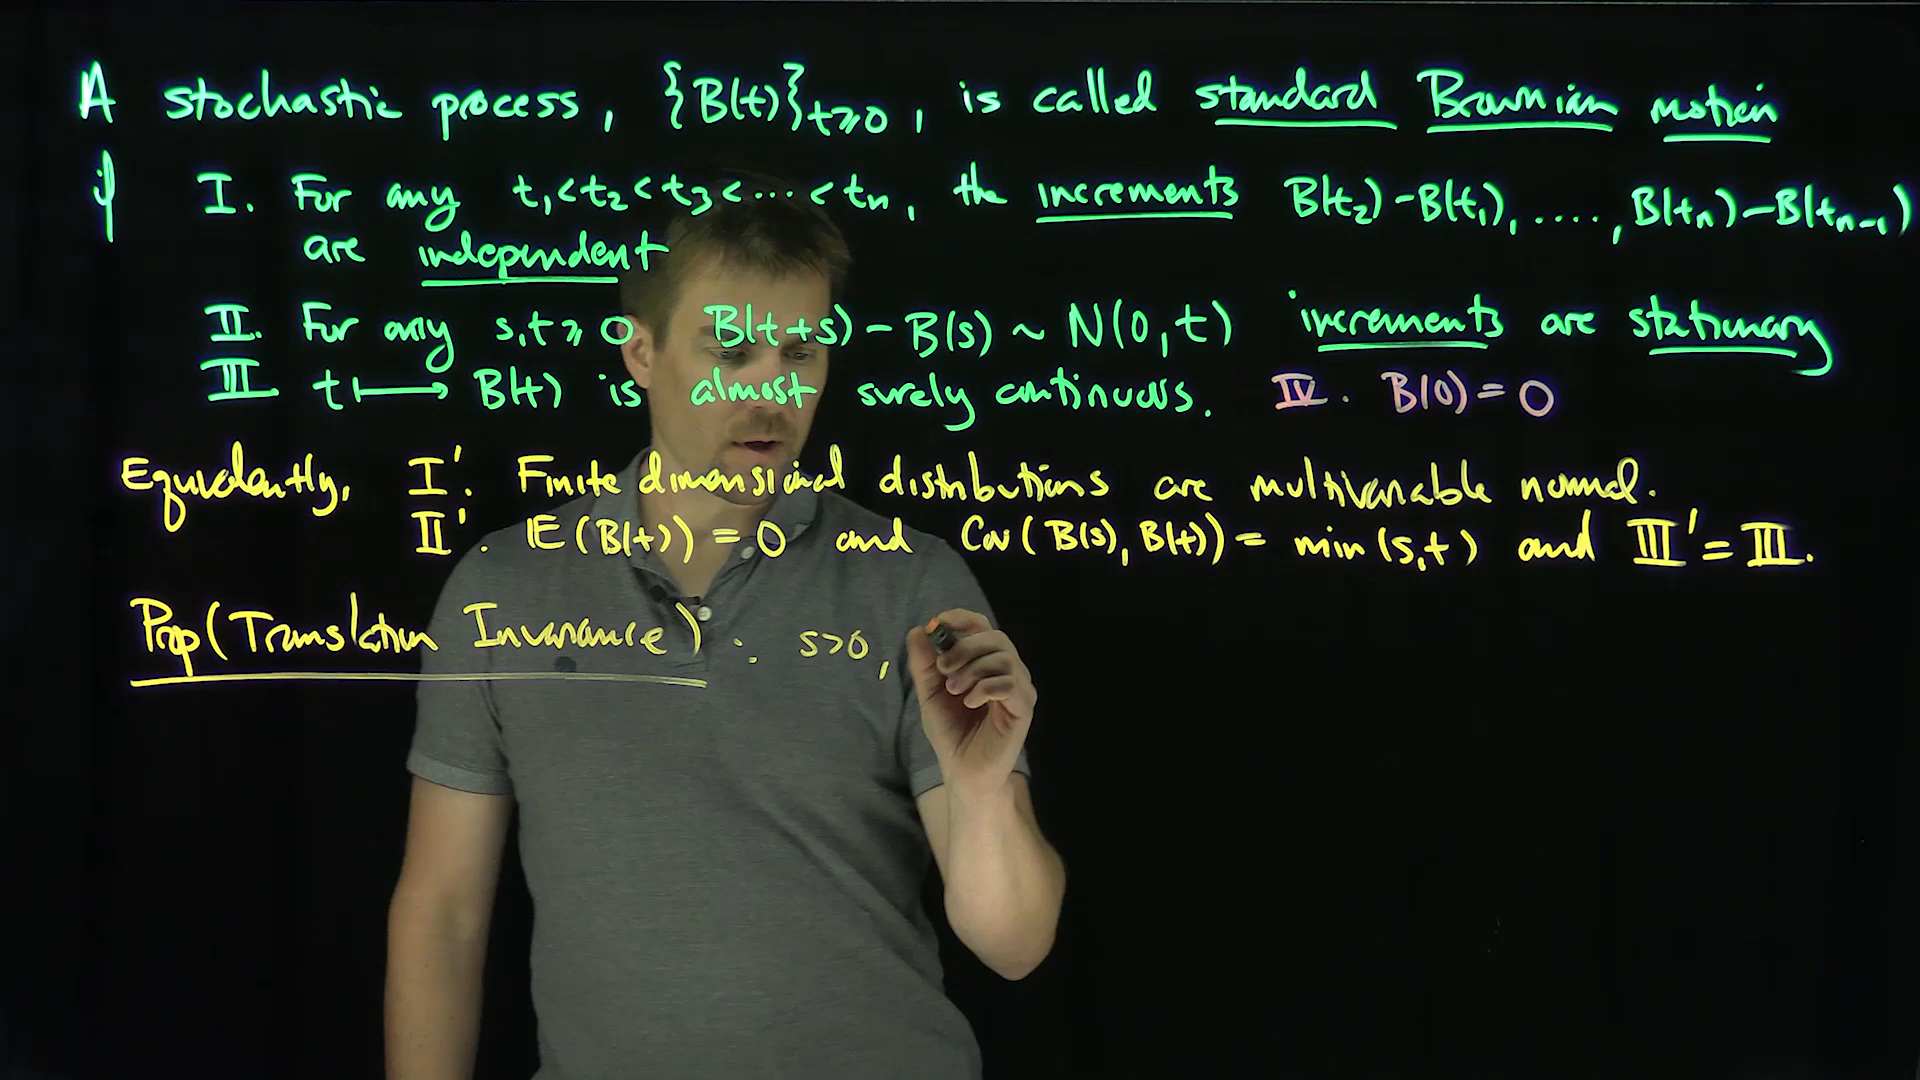 A stochastic process, {B(t)}_{t≥0}, is called standard Brownian motion
if I. For any t₁<t₂<t₃<⋯<tₙ, the increments B(t₂)-B(t₁), ...., B(tₙ)-B(tₙ₋₁)
are independent
II. For any s,t≥0 B(t+s) - B(s) ~ N(0,t) increments are stationary
III t ⟼ B(t) is almost surely continuous. IV. B(0)=0
Equivalently, I'. Finite dimensional distributions are multivariable normal.
II'. 𝔼(B(t)) = 0 and Cov(B(s), B(t)) = min(s,t) and III' = III.
Prop (Translation Invariance): s>0,